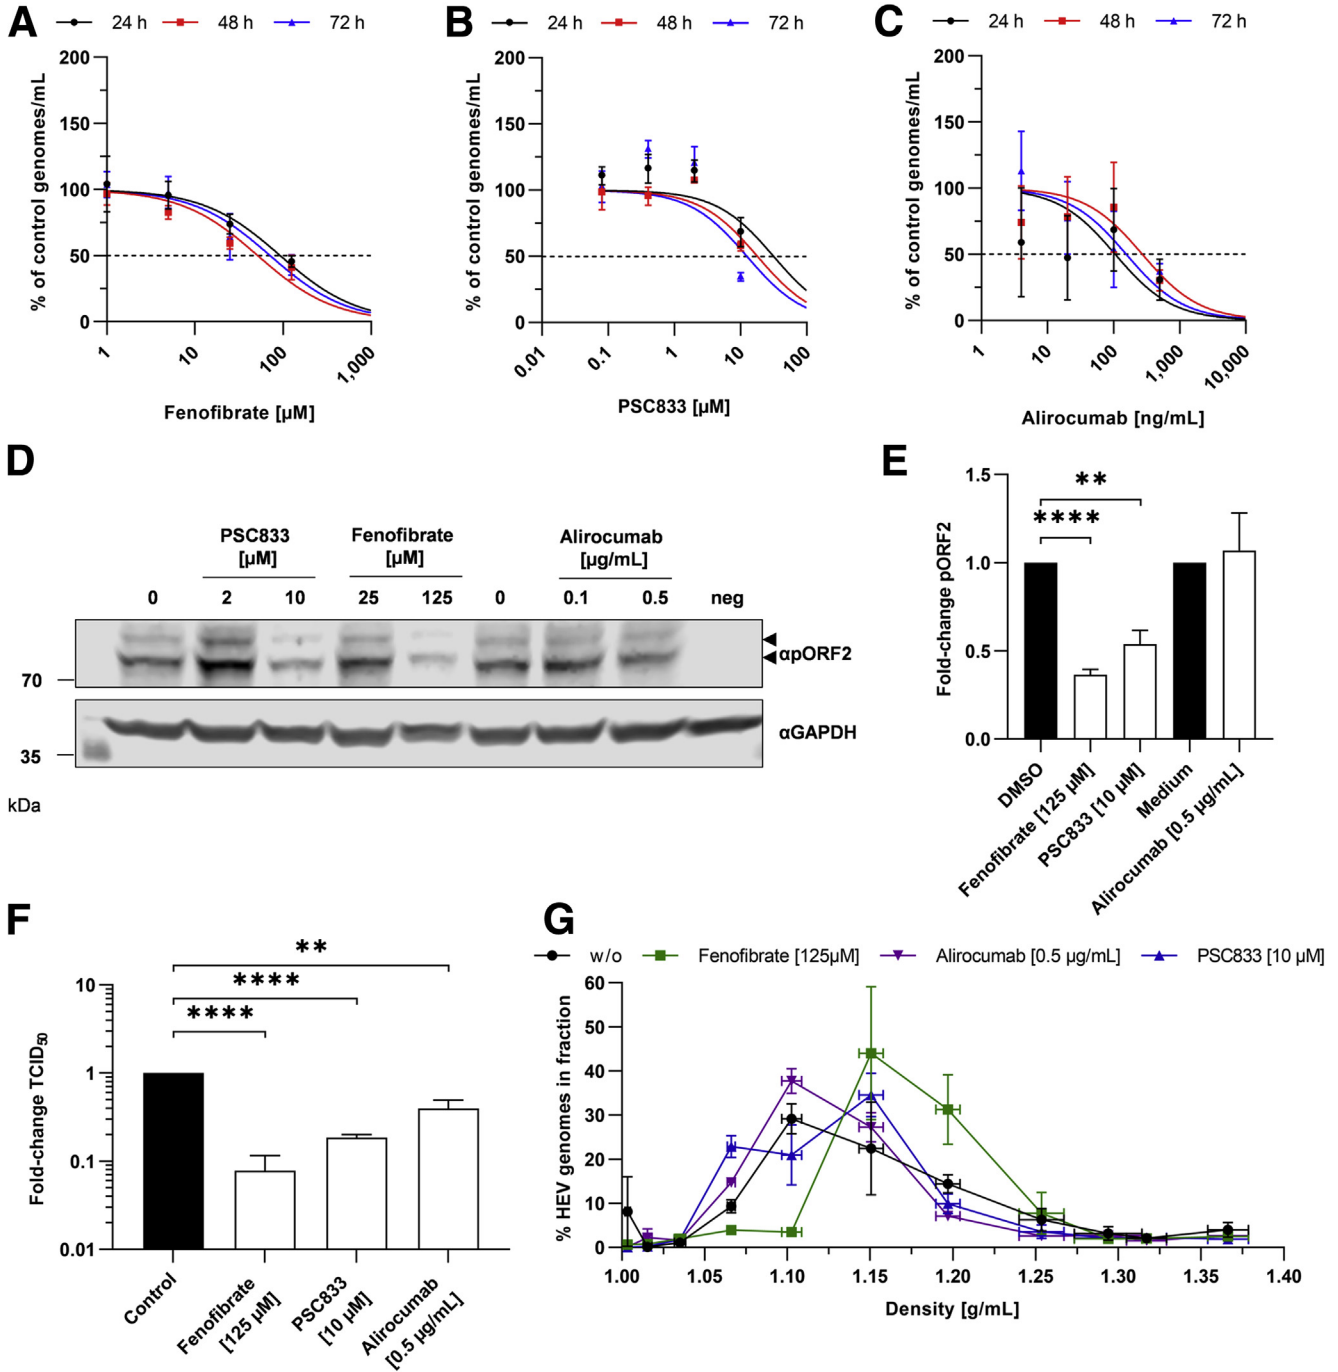 A
24 h
48 h
72 h
% of control genomes/mL
200
150
100
50
0
1
10
100
1,000
Fenofibrate [µM]
B
24 h
48 h
72 h
% of control genomes/mL
200
150
100
50
0
0.01
0.1
1
10
100
PSC833 [µM]
C
24 h
48 h
72 h
% of control genomes/mL
200
150
100
50
0
1
10
100
1,000
10,000
Alirocumab [ng/mL]
D
PSC833 Fenofibrate Alirocumab
[µM] [µM] [µg/mL]
0 2 10 25 125 0 0.1 0.5 neg
αpORF2
70
αGAPDH
35
kDa
E
Fold-change pORF2
1.5
1.0
0.5
0.0
**
****
DMSO
Fenofibrate [125 µM]
PSC833 [10 µM]
Medium
Alirocumab [0.5 µg/mL]
F
Fold-change TCID50
10
1
0.1
0.01
**
****
****
Control
Fenofibrate
[125 µM]
PSC833
[10 µM]
Alirocumab
[0.5 µg/mL]
G
w/o
Fenofibrate [125µM]
Alirocumab [0.5 µg/mL]
PSC833 [10 µM]
% HEV genomes in fraction
60
50
40
30
20
10
0
1.00 1.05 1.10 1.15 1.20 1.25 1.30 1.35 1.40
Density [g/mL]